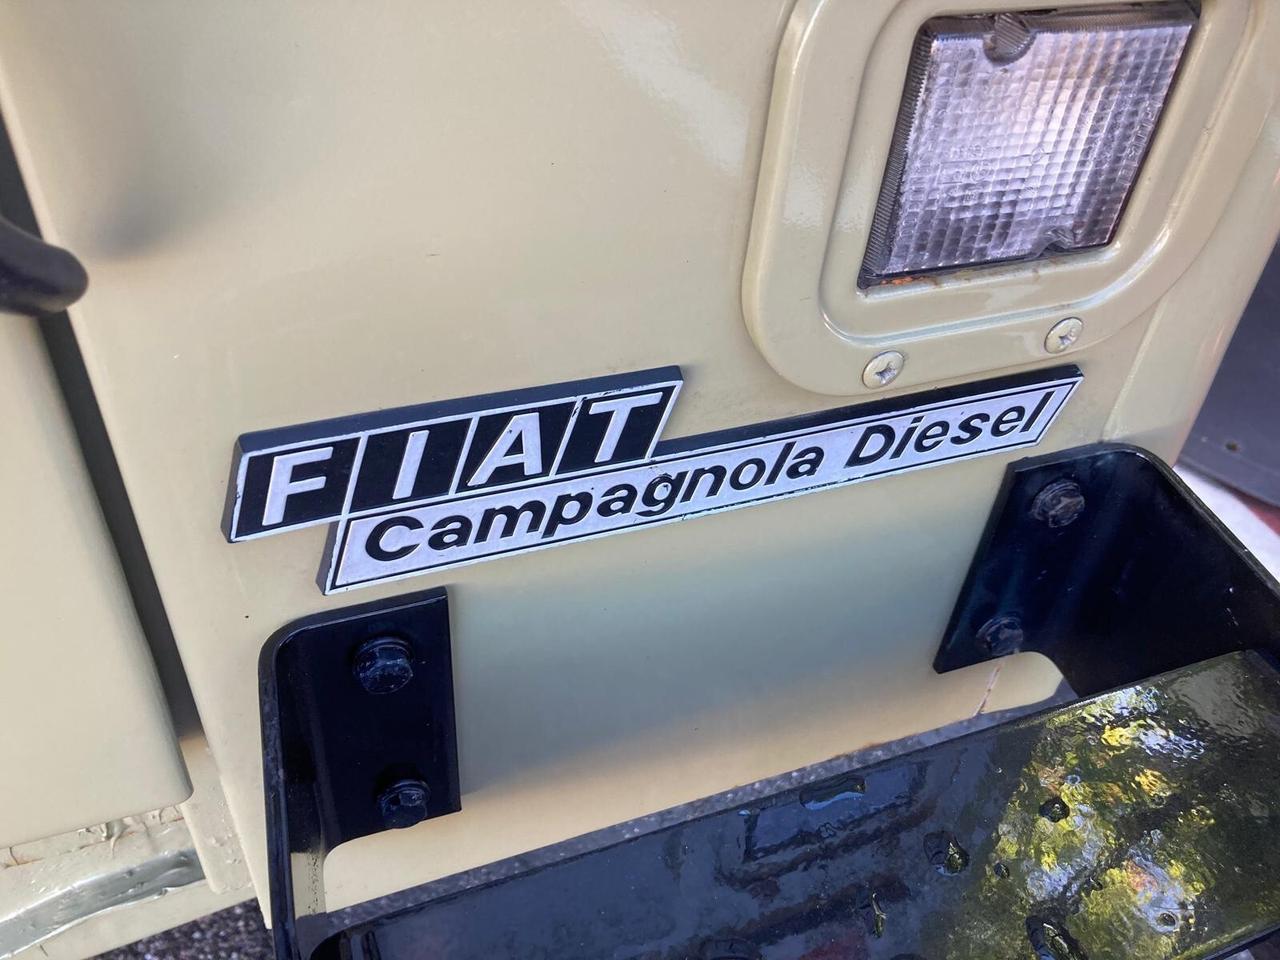 FIAT
Campagnola Diesel